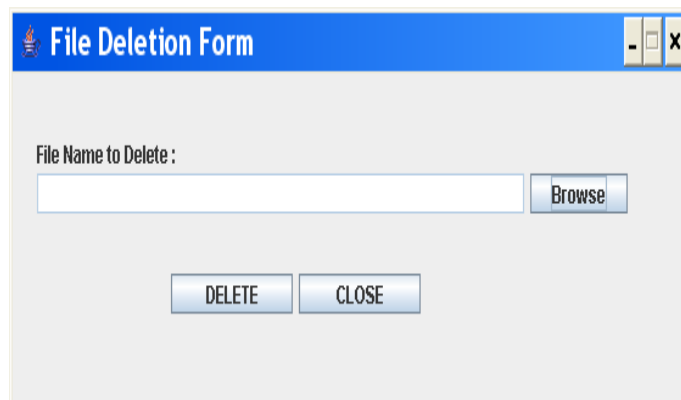 File Deletion Form
File Name to Delete :
Browse
DELETE CLOSE